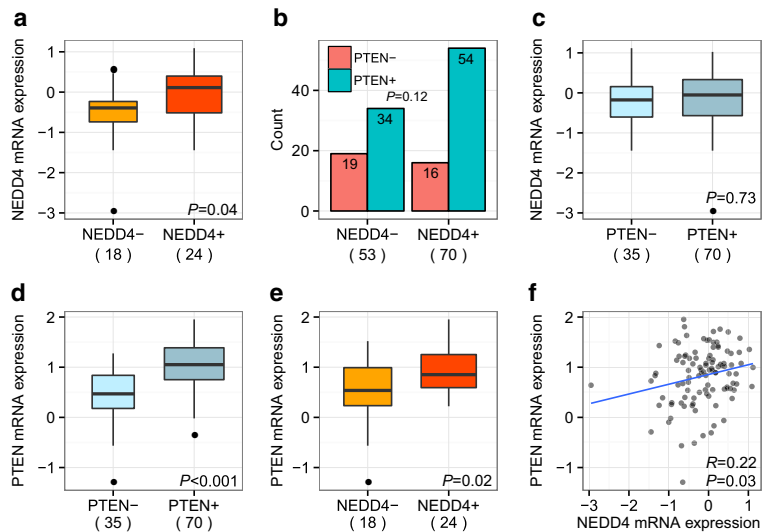 a
NEDD4 mRNA expression
1
0
−1
−2
−3
P=0.04
NEDD4− NEDD4+
( 18 ) ( 24 )
b
Count
40
20
0
PTEN−
PTEN+
P=0.12
19 34 16 54
NEDD4− NEDD4+
( 53 ) ( 70 )
c
NEDD4 mRNA expression
1
0
−1
−2
−3
P=0.73
PTEN− PTEN+
( 35 ) ( 70 )
d
PTEN mRNA expression
2
1
0
−1
P<0.001
PTEN− PTEN+
( 35 ) ( 70 )
e
PTEN mRNA expression
2
1
0
−1
P=0.02
NEDD4− NEDD4+
( 18 ) ( 24 )
f
PTEN mRNA expression
2
1
0
−1
R=0.22
P=0.03
−3 −2 −1 0 1
NEDD4 mRNA expression